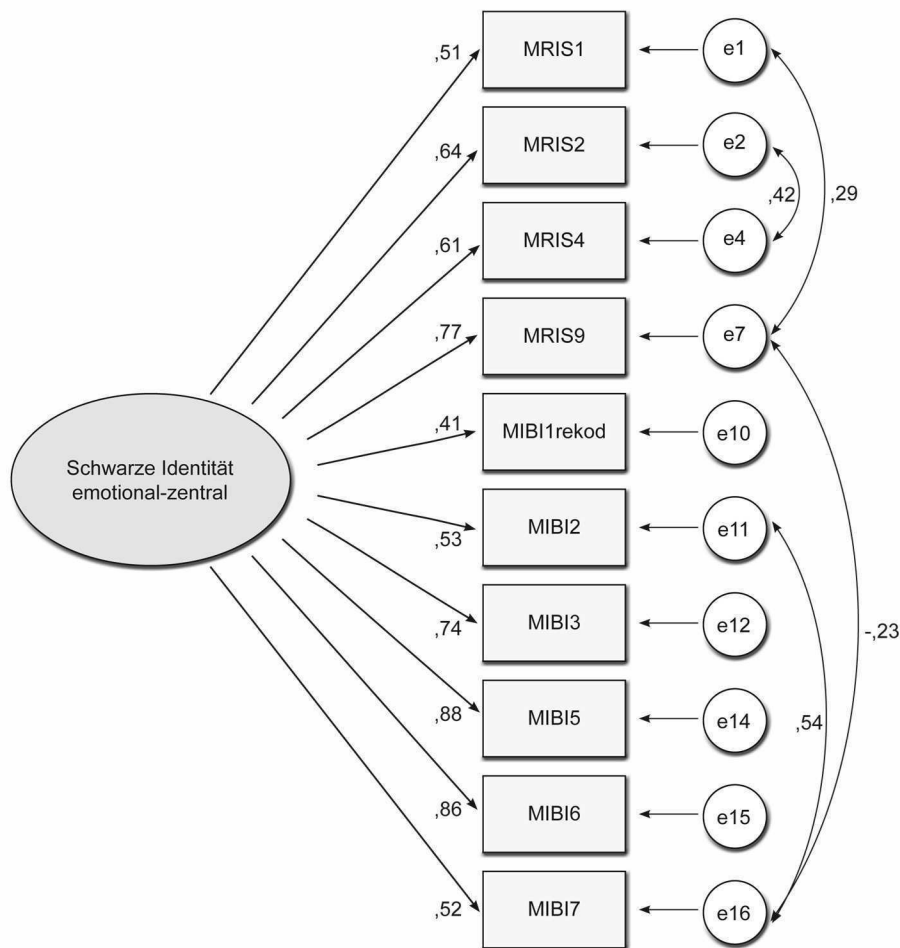 ,51
MRIS1
e1
,64
MRIS2
e2
,42
,29
,61
MRIS4
e4
,77
MRIS9
e7
,41
MIBI1rekod
e10
Schwarze Identität
emotional-zentral
,53
MIBI2
e11
,74
MIBI3
e12
-,23
,88
MIBI5
e14
,54
,86
MIBI6
e15
,52
MIBI7
e16